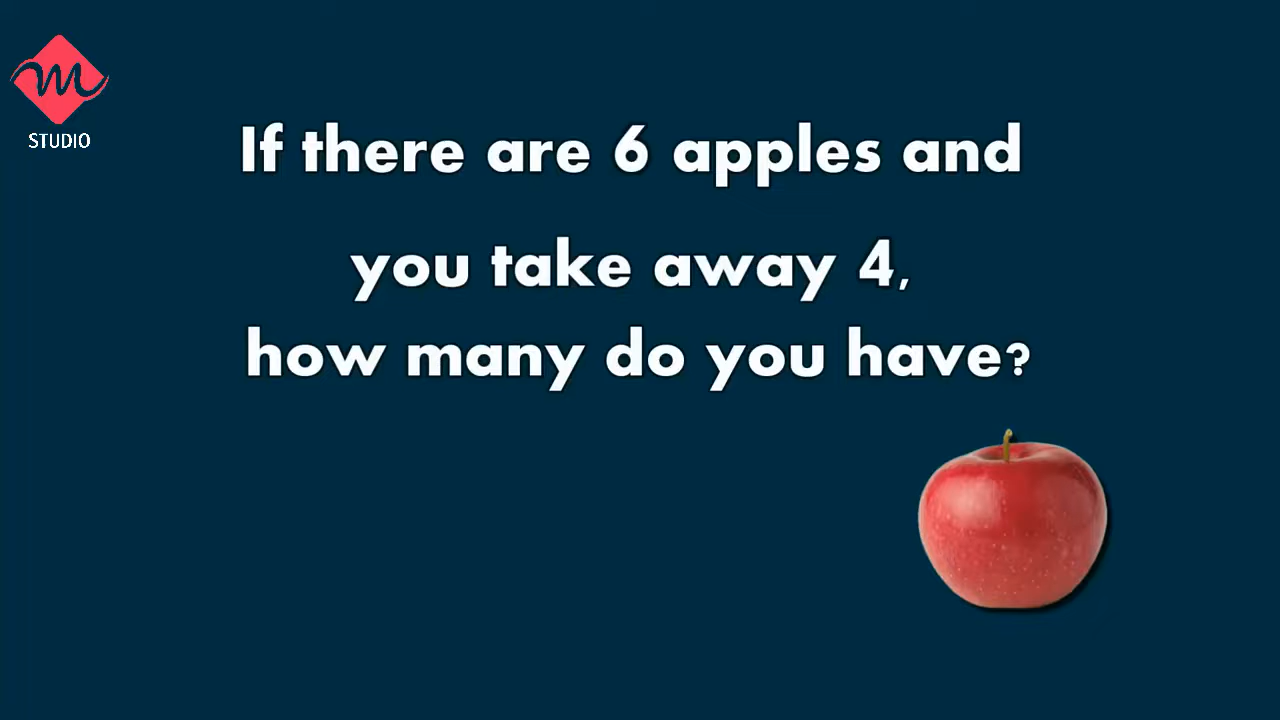 m
STUDIO
If there are 6 apples and
you take away 4,
how many do you have?